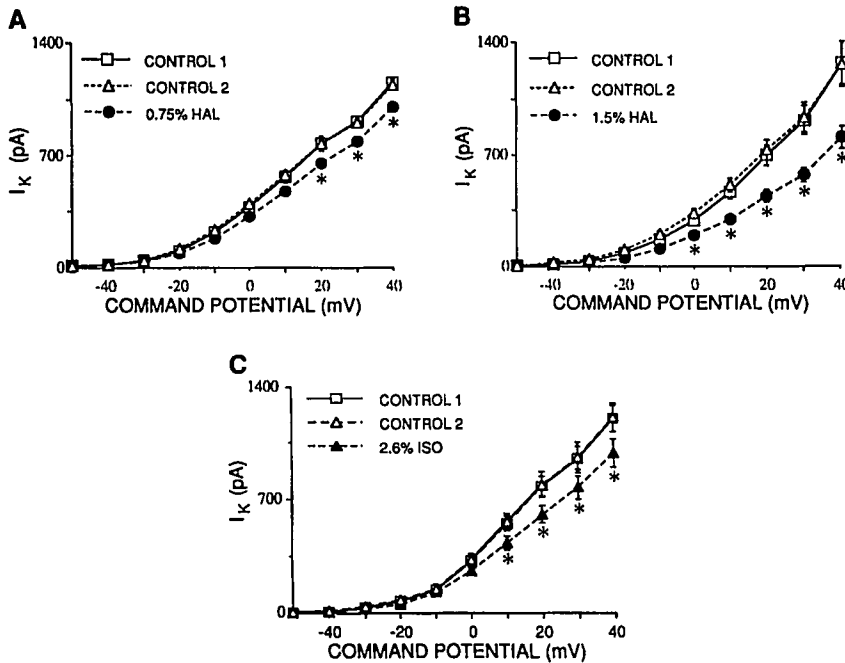 A
1400
CONTROL 1
CONTROL 2
0.75% HAL
I_K (pA)
700
*
*
*
0
-40
-20
0
20
40
COMMAND POTENTIAL (mV)
B
1400
CONTROL 1
CONTROL 2
1.5% HAL
I_K (pA)
700
*
*
*
*
*
0
-40
-20
0
20
40
COMMAND POTENTIAL (mV)
C
1400
CONTROL 1
CONTROL 2
2.6% ISO
I_K (pA)
700
*
*
*
*
0
-40
-20
0
20
40
COMMAND POTENTIAL (mV)